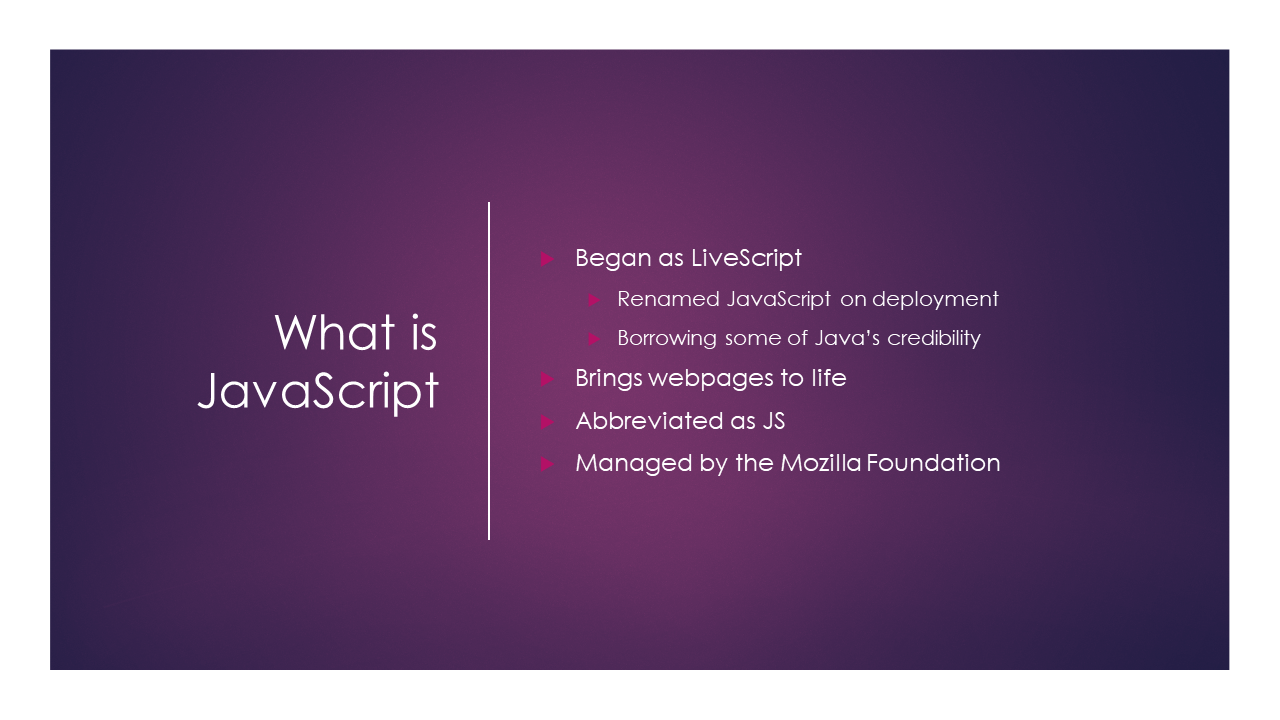 What is
JavaScript
Began as LiveScript
Renamed JavaScript on deployment
Borrowing some of Java’s credibility
Brings webpages to life
Abbreviated as JS
Managed by the Mozilla Foundation